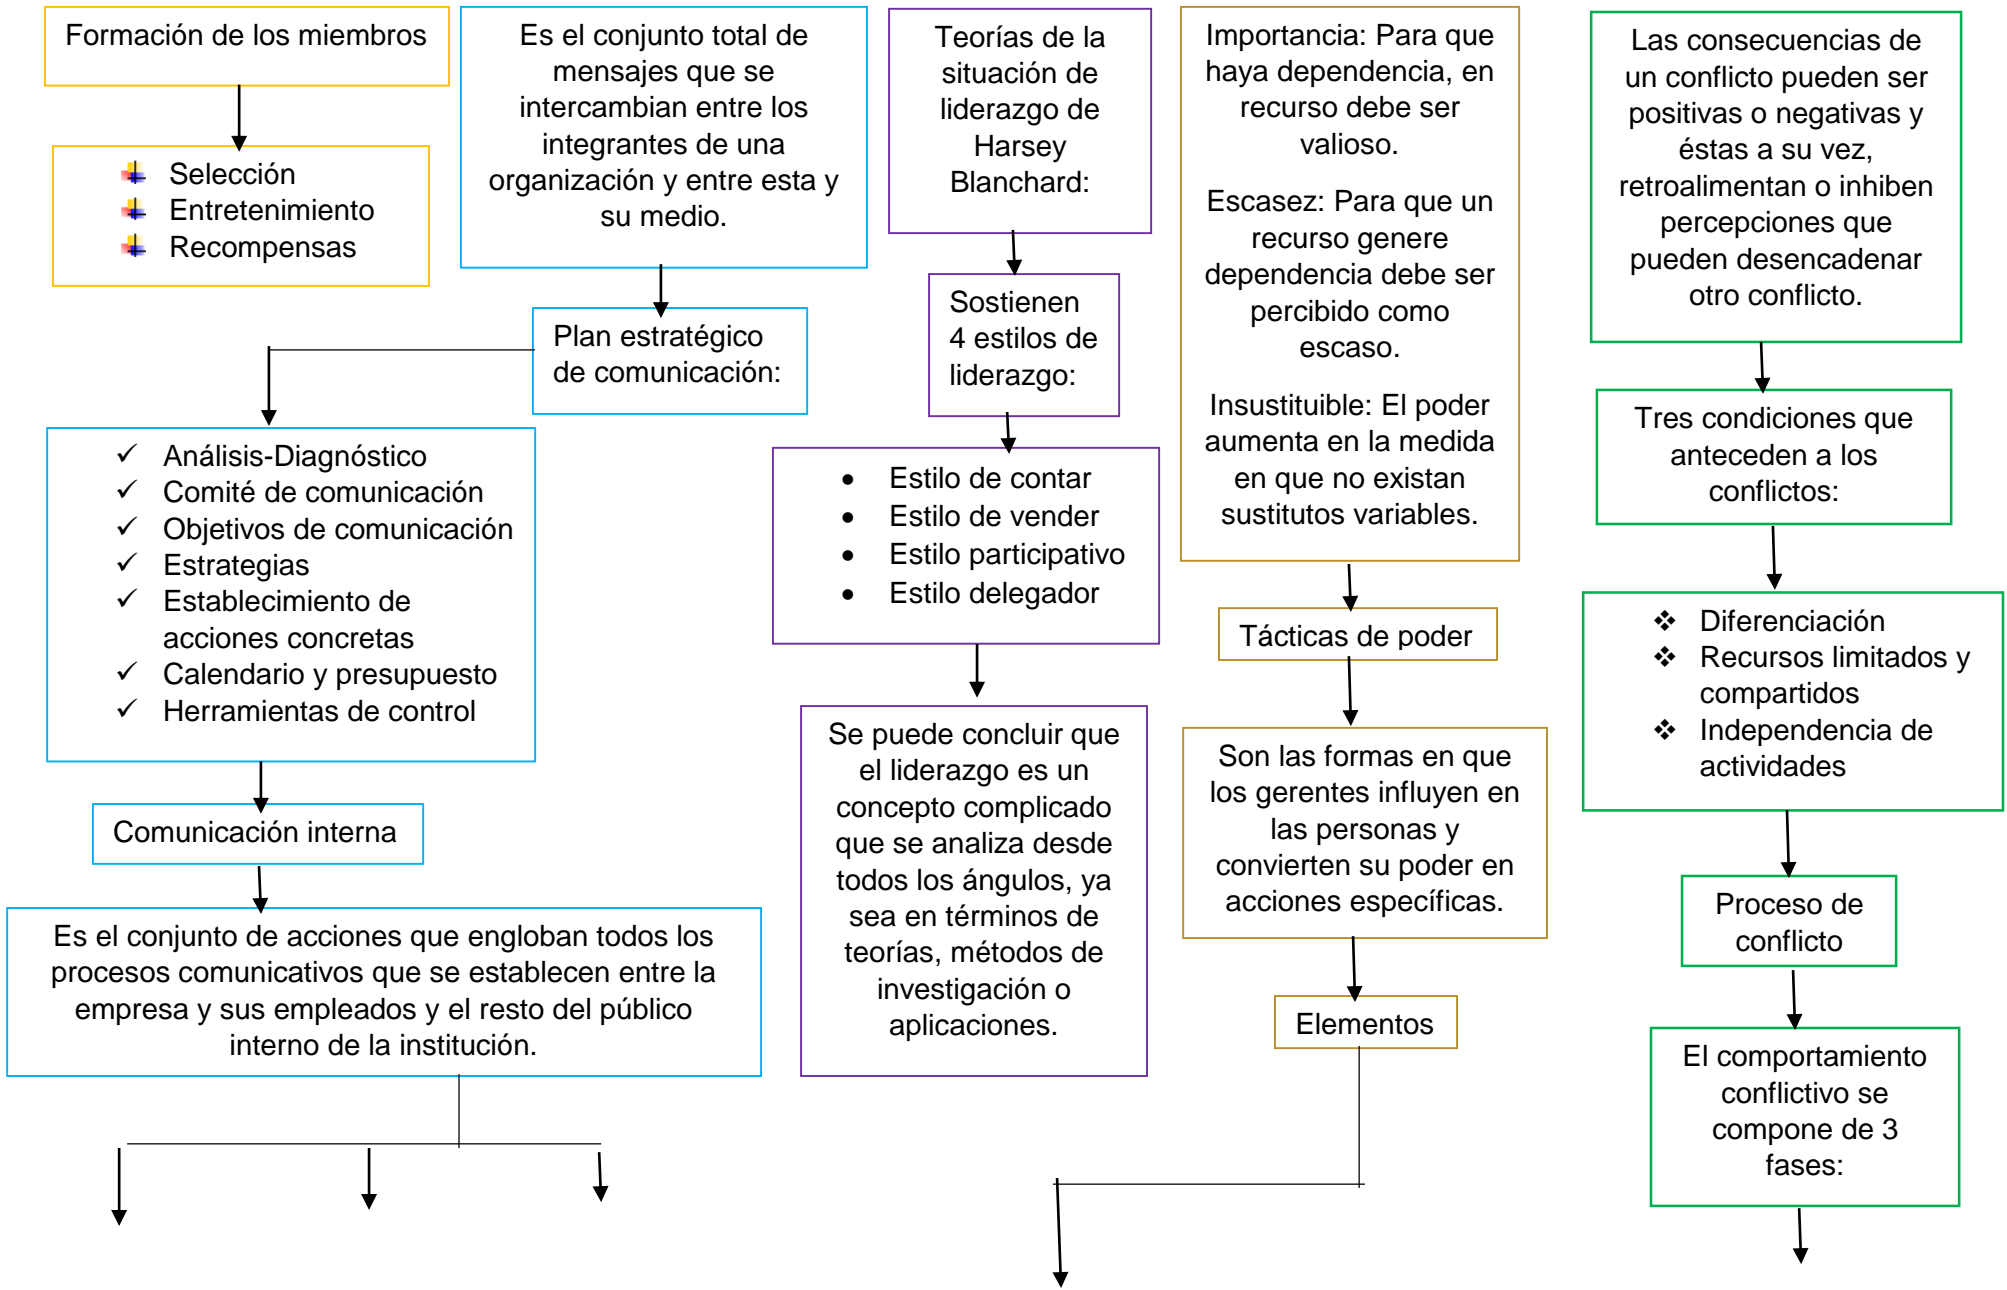 Formación de los miembros
Selección
Entretenimiento
Recompensas
Es el conjunto total de
mensajes que se
intercambian entre los
integrantes de una
organización y entre esta y
su medio.
Plan estratégico
de comunicación:
Análisis-Diagnóstico
Comité de comunicación
Objetivos de comunicación
Estrategias
Establecimiento de
acciones concretas
Calendario y presupuesto
Herramientas de control
Comunicación interna
Es el conjunto de acciones que engloban todos los
procesos comunicativos que se establecen entre la
empresa y sus empleados y el resto del público
interno de la institución.
Teorías de la
situación de
liderazgo de
Harsey
Blanchard:
Sostienen
4 estilos de
liderazgo:
Estilo de contar
Estilo de vender
Estilo participativo
Estilo delegador
Se puede concluir que
el liderazgo es un
concepto complicado
que se analiza desde
todos los ángulos, ya
sea en términos de
teorías, métodos de
investigación o
aplicaciones.
Importancia: Para que
haya dependencia, en
recurso debe ser
valioso.
Escasez: Para que un
recurso genere
dependencia debe ser
percibido como
escaso.
Insustituible: El poder
aumenta en la medida
en que no existan
sustitutos variables.
Tácticas de poder
Son las formas en que
los gerentes influyen en
las personas y
convierten su poder en
acciones específicas.
Elementos
Las consecuencias de
un conflicto pueden ser
positivas o negativas y
éstas a su vez,
retroalimentan o inhiben
percepciones que
pueden desencadenar
otro conflicto.
Tres condiciones que
anteceden a los
conflictos:
Diferenciación
Recursos limitados y
compartidos
Independencia de
actividades
Proceso de
conflicto
El comportamiento
conflictivo se
compone de 3
fases: